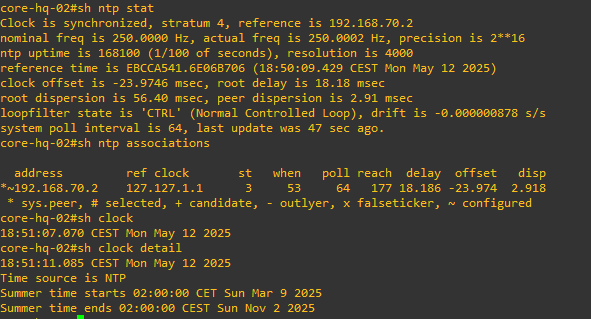 core-hq-02#sh ntp stat
Clock is synchronized, stratum 4, reference is 192.168.70.2
nominal freq is 250.0000 Hz, actual freq is 250.0002 Hz, precision is 2**16
ntp uptime is 168100 (1/100 of seconds), resolution is 4000
reference time is EBCCA541.6E06B706 (18:50:09.429 CEST Mon May 12 2025)
clock offset is -23.9746 msec, root delay is 18.18 msec
root dispersion is 56.40 msec, peer dispersion is 2.91 msec
loopfilter state is 'CTRL' (Normal Controlled Loop), drift is -0.000000878 s/s
system poll interval is 64, last update was 47 sec ago.
core-hq-02#sh ntp associations
address ref clock st when poll reach delay offset disp
*~192.168.70.2 127.127.1.1 3 53 64 177 18.186 -23.974 2.918
* sys.peer, # selected, + candidate, - outlyer, x falseticker, ~ configured
core-hq-02#sh clock
18:51:07.070 CEST Mon May 12 2025
core-hq-02#sh clock detail
18:51:11.085 CEST Mon May 12 2025
Time source is NTP
Summer time starts 02:00:00 CET Sun Mar 9 2025
Summer time ends 02:00:00 CEST Sun Nov 2 2025